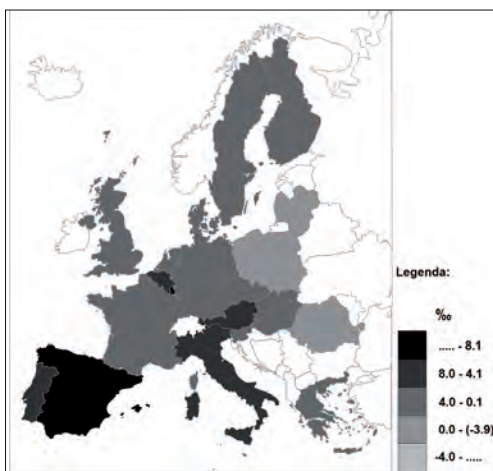 Legenda:
‰
..... - 8.1
8.0 - 4.1
4.0 - 0.1
0.0 - (-3.9)
-4.0 - .....